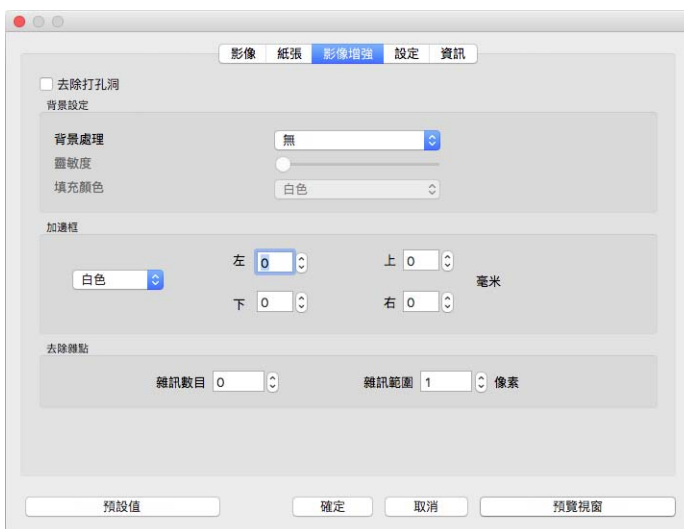 影像 紙張 影像增強 設定 資訊
去除打孔洞
背景設定
背景處理 無
靈敏度
填充顏色 白色
加邊框
左 0 上 0
白色 毫米
下 0 右 0
去除雜點
雜訊數目 0 雜訊範圍 1 像素
預設值 確定 取消 預覽視窗